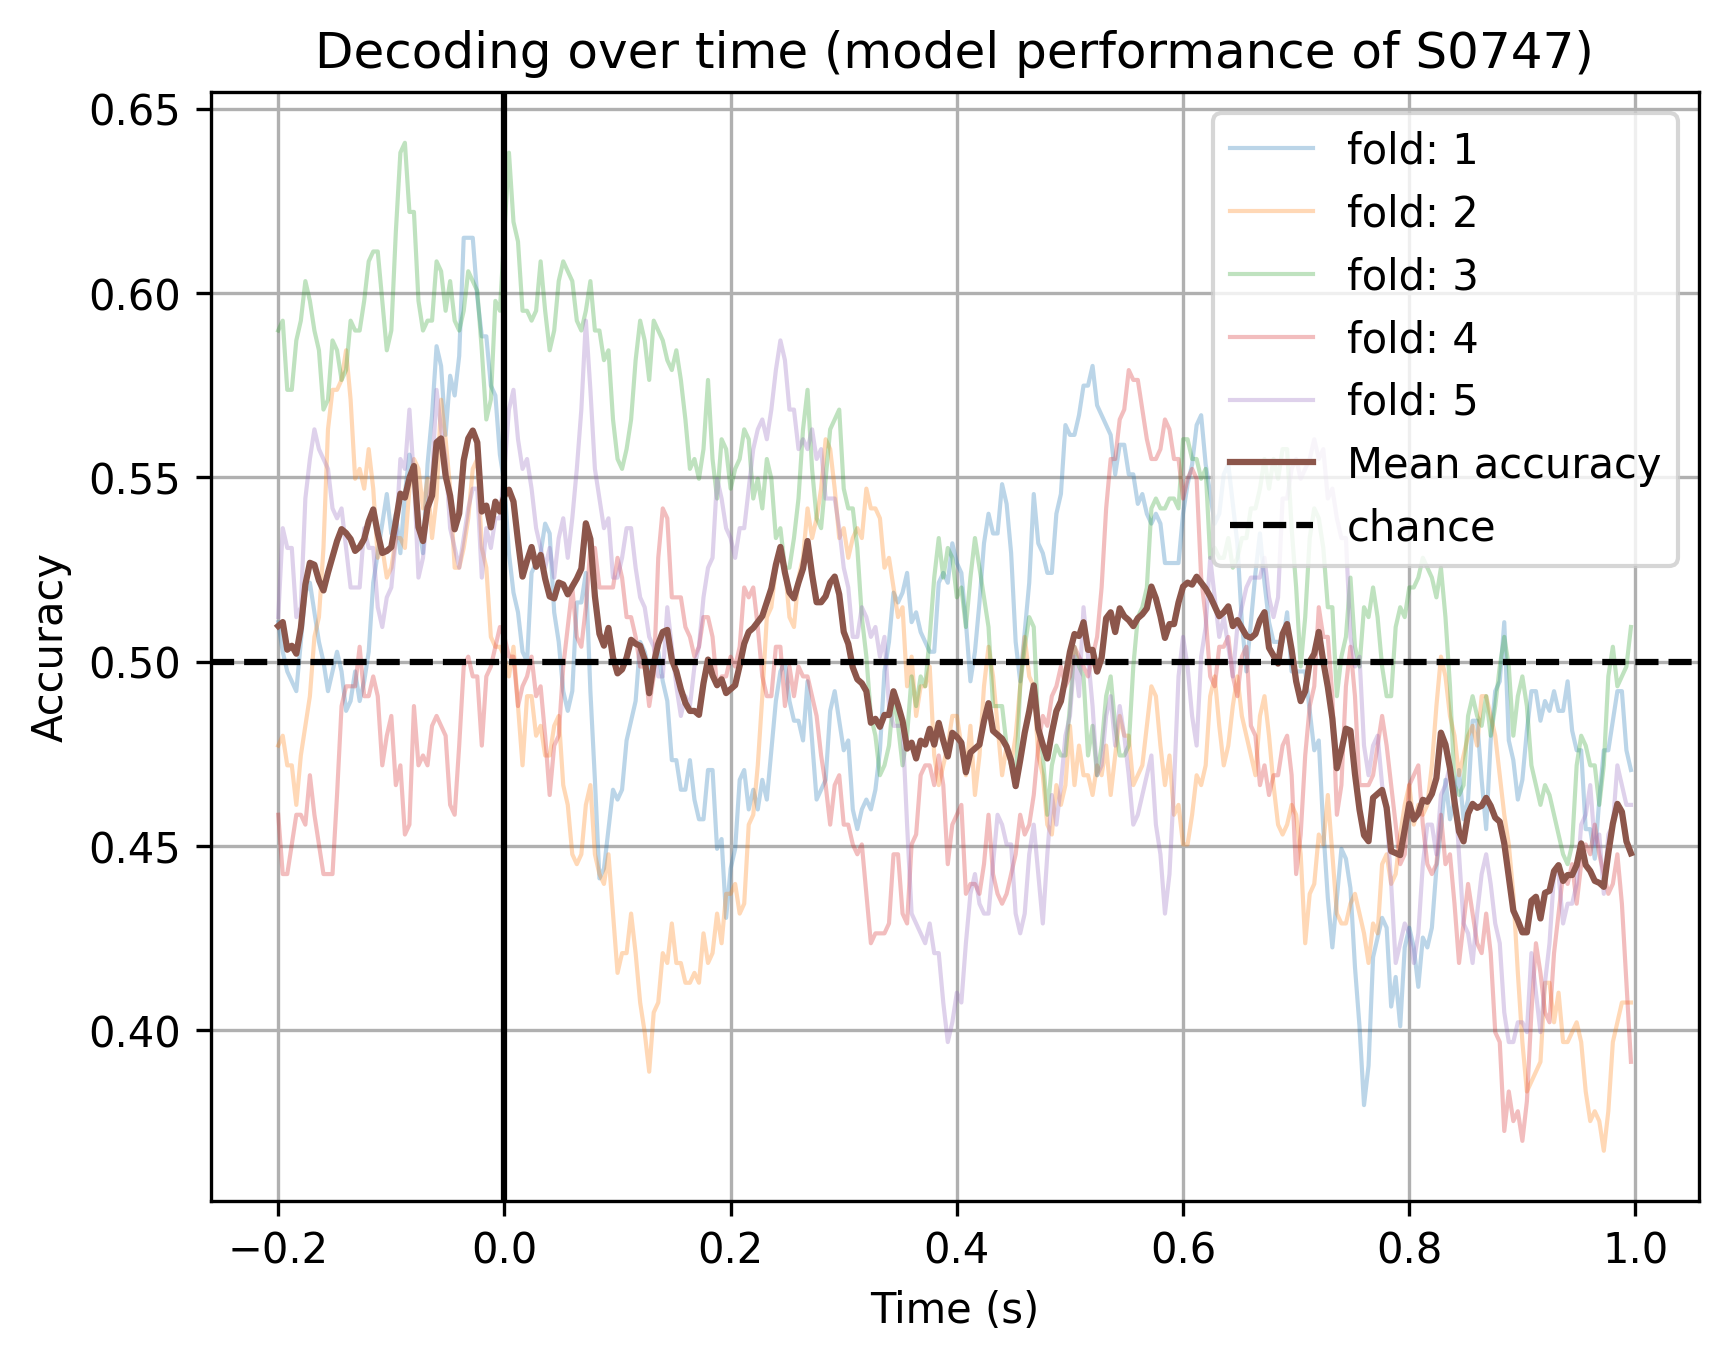 Decoding over time (model performance of S0747)
Accuracy
0.65
0.60
0.55
0.50
0.45
0.40
fold: 1
fold: 2
fold: 3
fold: 4
fold: 5
Mean accuracy
chance
−0.2 0.0 0.2 0.4 0.6 0.8 1.0
Time (s)